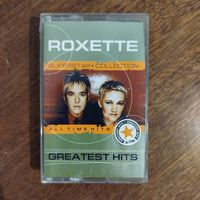 ROXETTE
SUPERSTAR • COLLECTION
ALL TIME HITS
GREATEST HITS